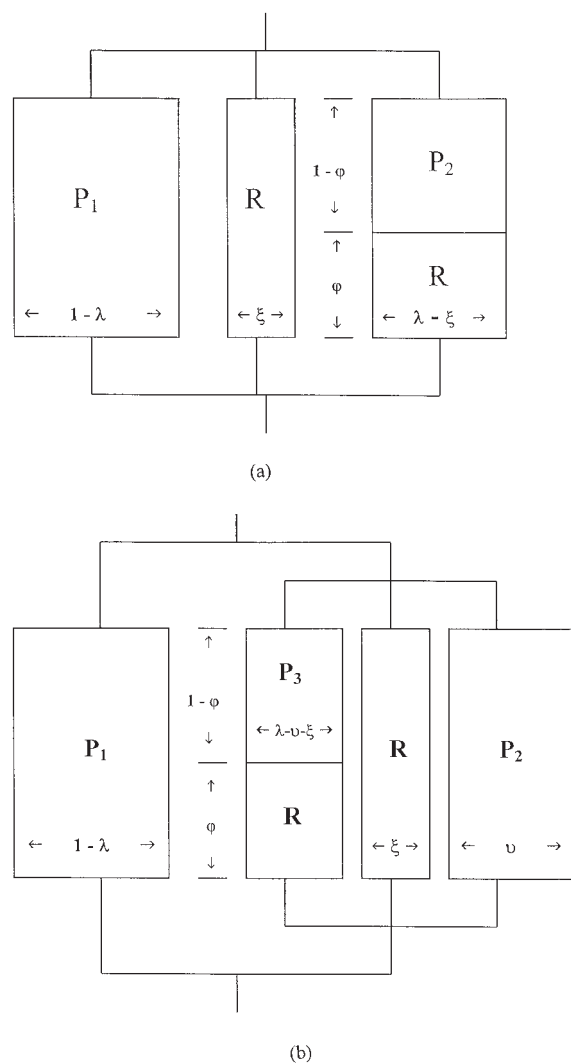 P₁
R
↑
1 - φ
↓
P₂
↑
φ
↓
R
← 1 - λ →
← ξ →
← λ - ξ →
(a)
P₁
↑
1 - φ
↓
P₃
← λ-υ-ξ →
R
P₂
↑
φ
↓
R
← 1 - λ →
← ξ →
← υ →
(b)